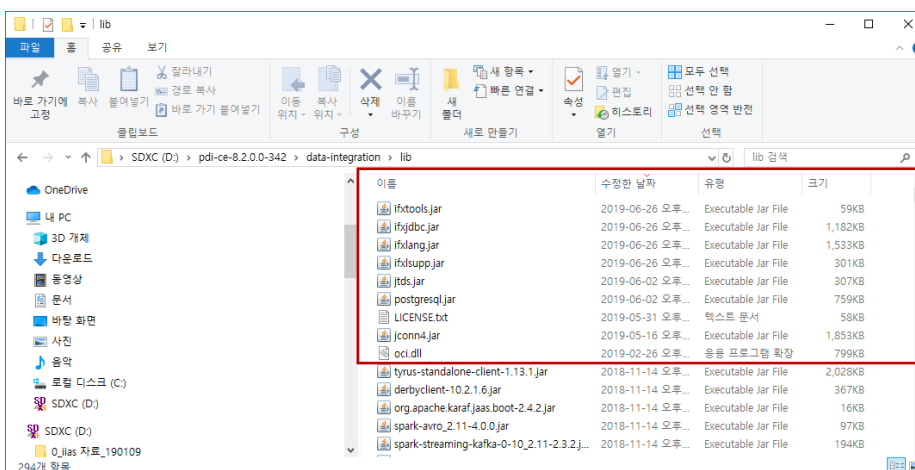 lib
파일 홈 공유 보기
바로 가기에 고정
복사
붙여넣기
잘라내기
경로 복사
바로 가기 붙여넣기
클립보드
이동 위치
복사 위치
삭제
이름 바꾸기
구성
새 폴더
새 항목
빠른 연결
새로 만들기
속성
열기
편집
히스토리
열기
모두 선택
선택 안 함
선택 영역 반전
선택
SDXC (D:) > pdi-ce-8.2.0.0-342 > data-integration > lib
lib 검색
OneDrive
내 PC
3D 개체
다운로드
동영상
문서
바탕 화면
사진
음악
로컬 디스크 (C:)
SDXC (D:)
SDXC (D:)
0_iias 자료_190109
이름 수정한 날짜 유형 크기
ifxtools.jar 2019-06-26 오후... Executable Jar File 59KB
ifxjdbc.jar 2019-06-26 오후... Executable Jar File 1,182KB
ifxlang.jar 2019-06-26 오후... Executable Jar File 1,533KB
ifxlsupp.jar 2019-06-26 오후... Executable Jar File 301KB
jtds.jar 2019-06-02 오후... Executable Jar File 307KB
postgresql.jar 2019-06-02 오후... Executable Jar File 759KB
LICENSE.txt 2019-05-31 오후... 텍스트 문서 58KB
jconn4.jar 2019-05-16 오후... Executable Jar File 1,853KB
oci.dll 2019-02-26 오후... 응용 프로그램 확장 799KB
tyrus-standalone-client-1.13.1.jar 2018-11-14 오후... Executable Jar File 2,028KB
derbyclient-10.2.1.6.jar 2018-11-14 오후... Executable Jar File 367KB
org.apache.karaf.jaas.boot-2.4.2.jar 2018-11-14 오후... Executable Jar File 16KB
spark-avro_2.11-4.0.0.jar 2018-11-14 오후... Executable Jar File 97KB
spark-streaming-kafka-0-10_2.11-2.3.2.j... 2018-11-14 오후... Executable Jar File 194KB
294개 항목